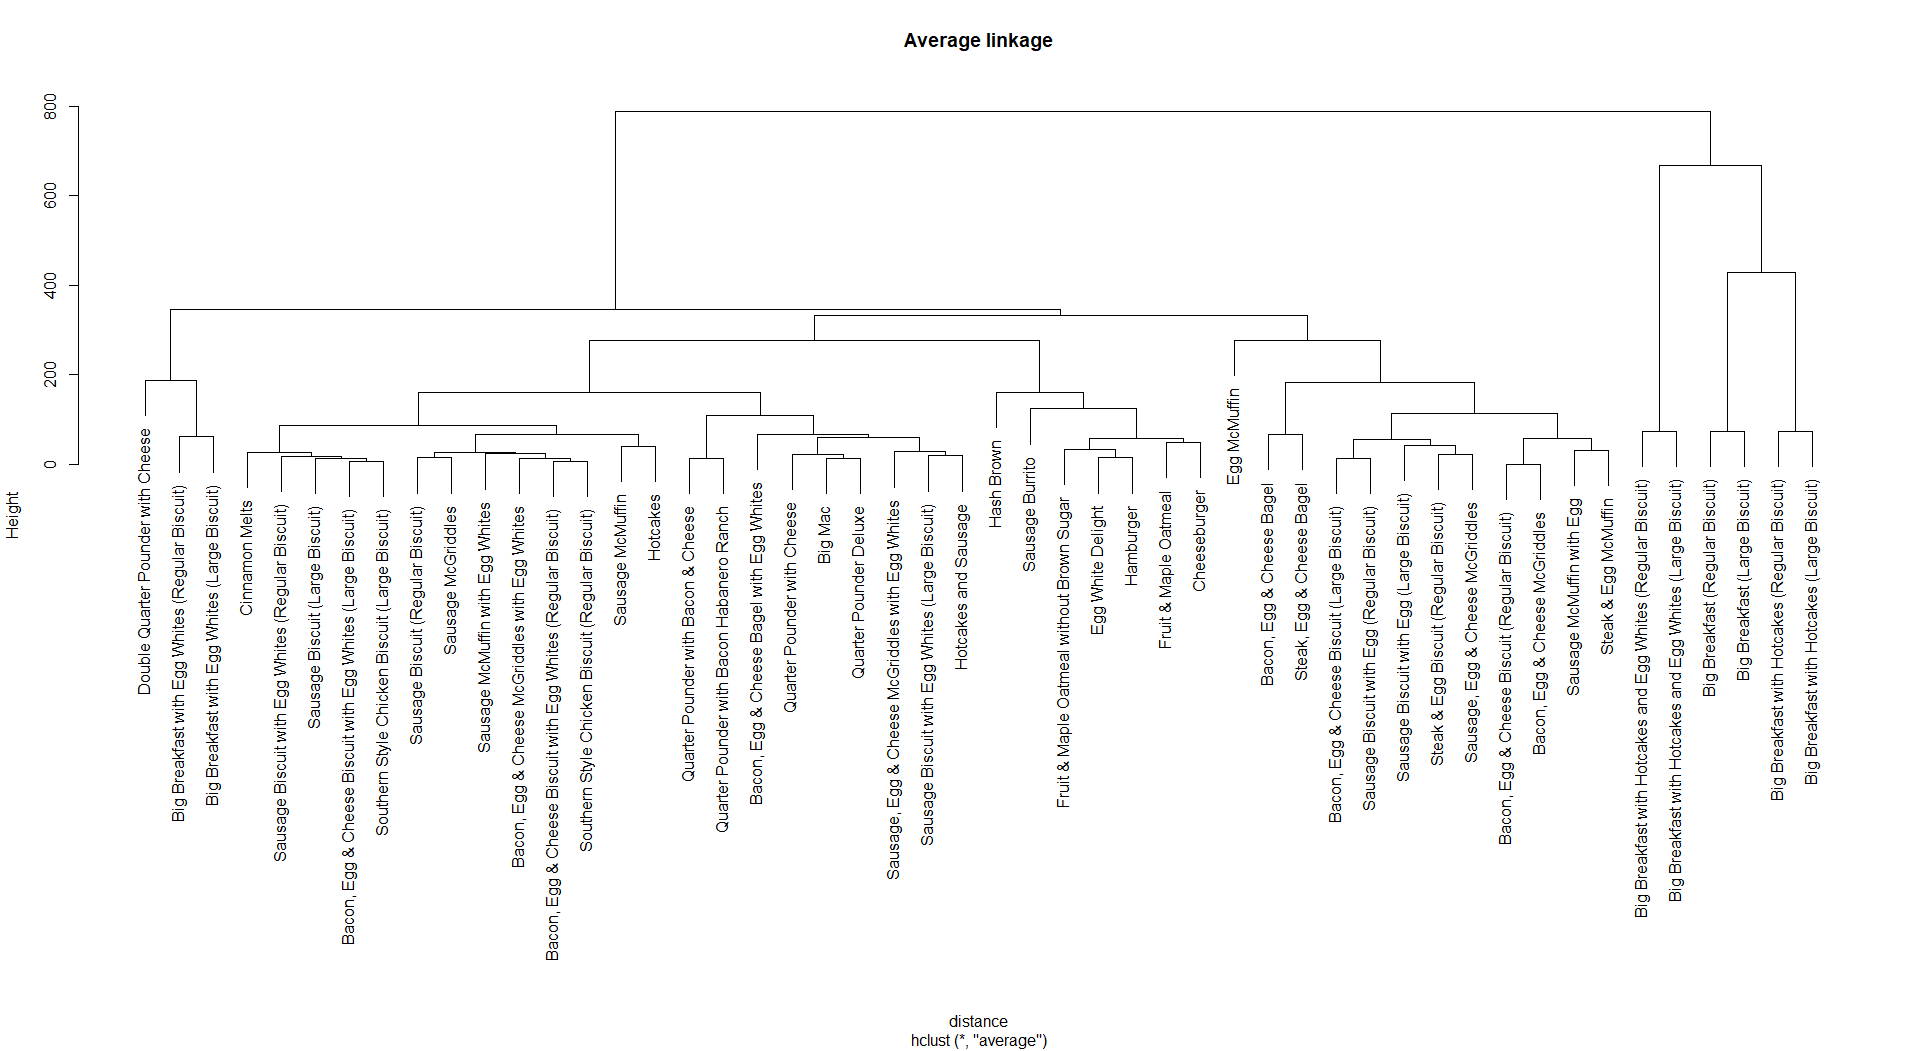 Average linkage
Height
800
600
400
200
0
Double Quarter Pounder with Cheese
Big Breakfast with Egg Whites (Regular Biscuit)
Big Breakfast with Egg Whites (Large Biscuit)
Cinnamon Melts
Sausage Biscuit with Egg Whites (Regular Biscuit)
Sausage Biscuit (Large Biscuit)
Bacon, Egg & Cheese Biscuit with Egg Whites (Large Biscuit)
Southern Style Chicken Biscuit (Large Biscuit)
Sausage Biscuit (Regular Biscuit)
Sausage McGriddles
Sausage McMuffin with Egg Whites
Bacon, Egg & Cheese McGriddles with Egg Whites
Bacon, Egg & Cheese Biscuit with Egg Whites (Regular Biscuit)
Southern Style Chicken Biscuit (Regular Biscuit)
Sausage McMuffin
Hotcakes
Quarter Pounder with Bacon & Cheese
Quarter Pounder with Bacon Habanero Ranch
Bacon, Egg & Cheese Bagel with Egg Whites
Quarter Pounder with Cheese
Big Mac
Quarter Pounder Deluxe
Sausage, Egg & Cheese McGriddles with Egg Whites
Sausage Biscuit with Egg Whites (Large Biscuit)
Hotcakes and Sausage
Hash Brown
Sausage Burrito
Fruit & Maple Oatmeal without Brown Sugar
Egg White Delight
Hamburger
Fruit & Maple Oatmeal
Cheeseburger
Egg McMuffin
Bacon, Egg & Cheese Bagel
Steak, Egg & Cheese Bagel
Bacon, Egg & Cheese Biscuit (Large Biscuit)
Sausage Biscuit with Egg (Regular Biscuit)
Sausage Biscuit with Egg (Large Biscuit)
Steak & Egg Biscuit (Regular Biscuit)
Sausage, Egg & Cheese McGriddles
Bacon, Egg & Cheese Biscuit (Regular Biscuit)
Bacon, Egg & Cheese McGriddles
Sausage McMuffin with Egg
Steak & Egg McMuffin
Big Breakfast with Hotcakes and Egg Whites (Regular Biscuit)
Big Breakfast with Hotcakes and Egg Whites (Large Biscuit)
Big Breakfast (Regular Biscuit)
Big Breakfast (Large Biscuit)
Big Breakfast with Hotcakes (Regular Biscuit)
Big Breakfast with Hotcakes (Large Biscuit)
distance
hclust (*, "average")